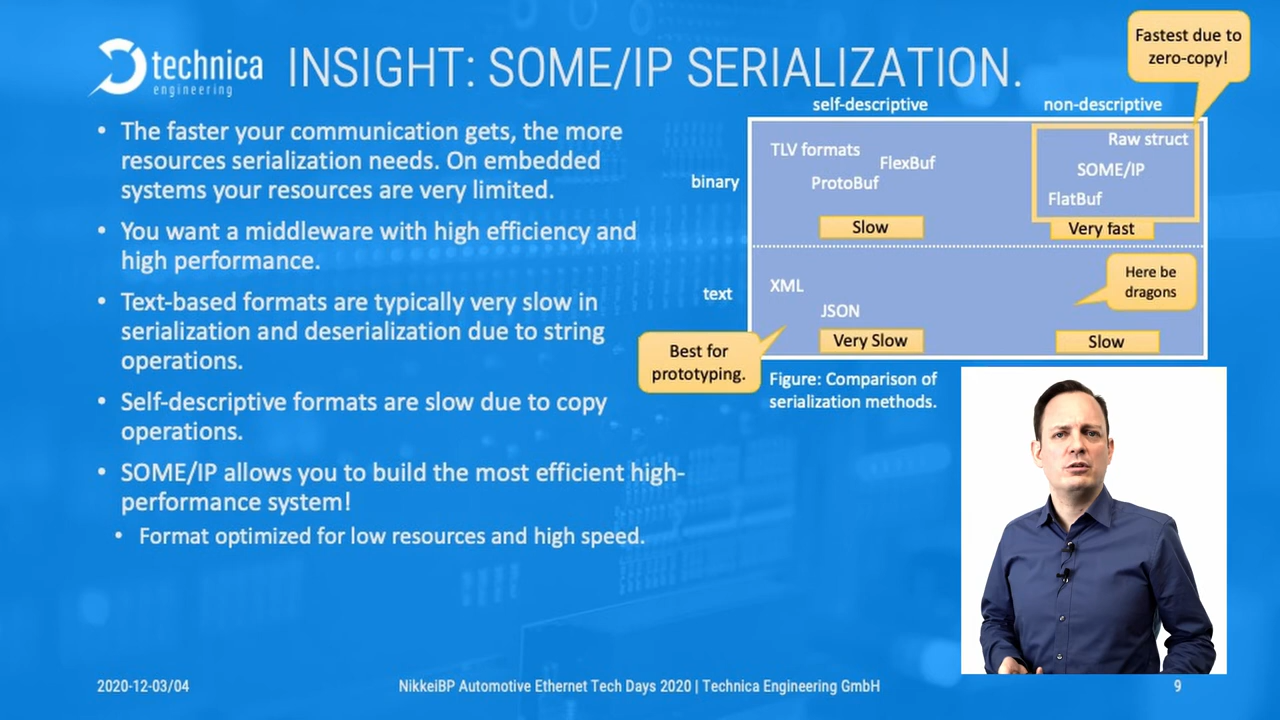 technica
engineering
INSIGHT: SOME/IP SERIALIZATION.
Fastest due to
zero-copy!
• The faster your communication gets, the more
resources serialization needs. On embedded
systems your resources are very limited.
• You want a middleware with high efficiency and
high performance.
• Text-based formats are typically very slow in
serialization and deserialization due to string
operations.
• Self-descriptive formats are slow due to copy
operations.
• SOME/IP allows you to build the most efficient high-
performance system!
• Format optimized for low resources and high speed.
self-descriptive
non-descriptive
binary
TLV formats
FlexBuf
ProtoBuf
Slow
Raw struct
SOME/IP
FlatBuf
Very fast
text
XML
JSON
Very Slow
Here be
dragons
Slow
Best for
prototyping.
Figure: Comparison of
serialization methods.
2020-12-03/04
NikkeiBP Automotive Ethernet Tech Days 2020 | Technica Engineering GmbH
9